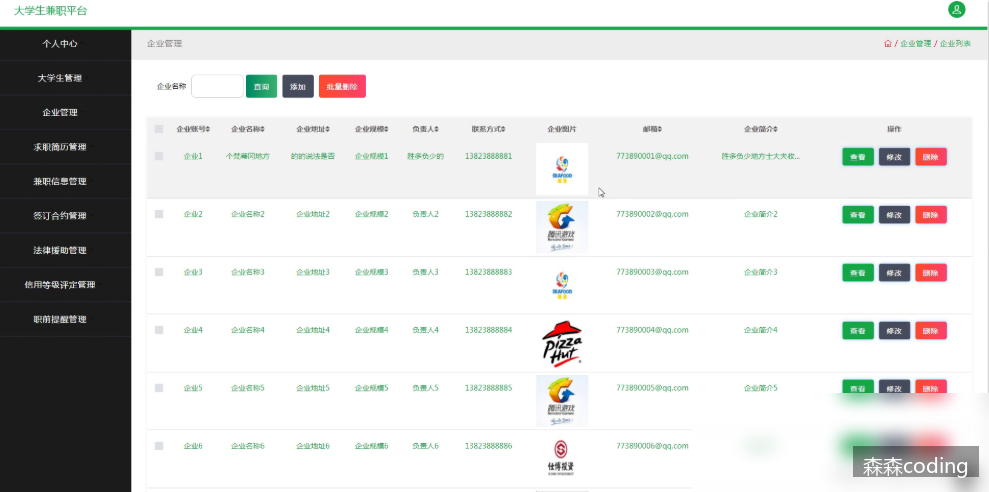 大学生兼职平台
个人中心
大学生管理
企业管理
求职简历管理
兼职信息管理
签订合约管理
法律援助管理
信用等级评定管理
职前提醒管理
企业管理
/ 企业管理 / 企业列表
企业名称 查询 添加 批量删除
企业账号 企业名称 企业地址 企业规模 负责人 联系方式 企业图片 邮箱 企业简介 操作
企业1 个梵蒂冈地方 的的说法是否 企业规模1 胜多负少的 13823888881 773890001@qq.com 胜多负少地方士大夫收... 查看 修改 删除
SEAFOOD
企业2 企业名称2 企业地址2 企业规模2 负责人2 13823888882 773890002@qq.com 企业简介2 查看 修改 删除
腾讯游戏
Tencent Games
企业3 企业名称3 企业地址3 企业规模3 负责人3 13823888883 773890003@qq.com 企业简介3 查看 修改 删除
SEAFOOD
企业4 企业名称4 企业地址4 企业规模4 负责人4 13823888884 773890004@qq.com 企业简介4 查看 修改 删除
Pizza
Hut
企业5 企业名称5 企业地址5 企业规模5 负责人5 13823888885 773890005@qq.com 企业简介5 查看 修改 删除
腾讯游戏
Tencent Games
企业6 企业名称6 企业地址6 企业规模6 负责人6 13823888886 773890006@qq.com
仕博投资
森森coding